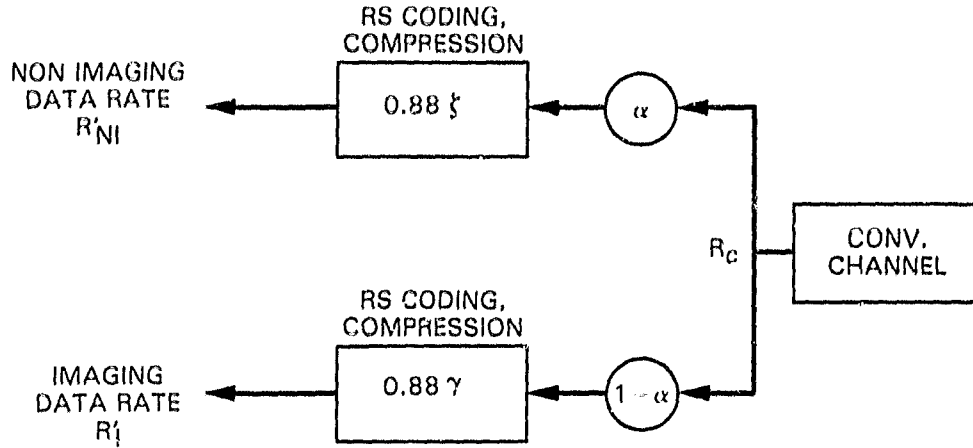 RS CODING,
COMPRESSION
NON IMAGING
DATA RATE
R'NI
0.88 ζ
α
Rc
CONV.
CHANNEL
RS CODING,
COMPRESSION
IMAGING
DATA RATE
R'I
0.88 γ
1 - α